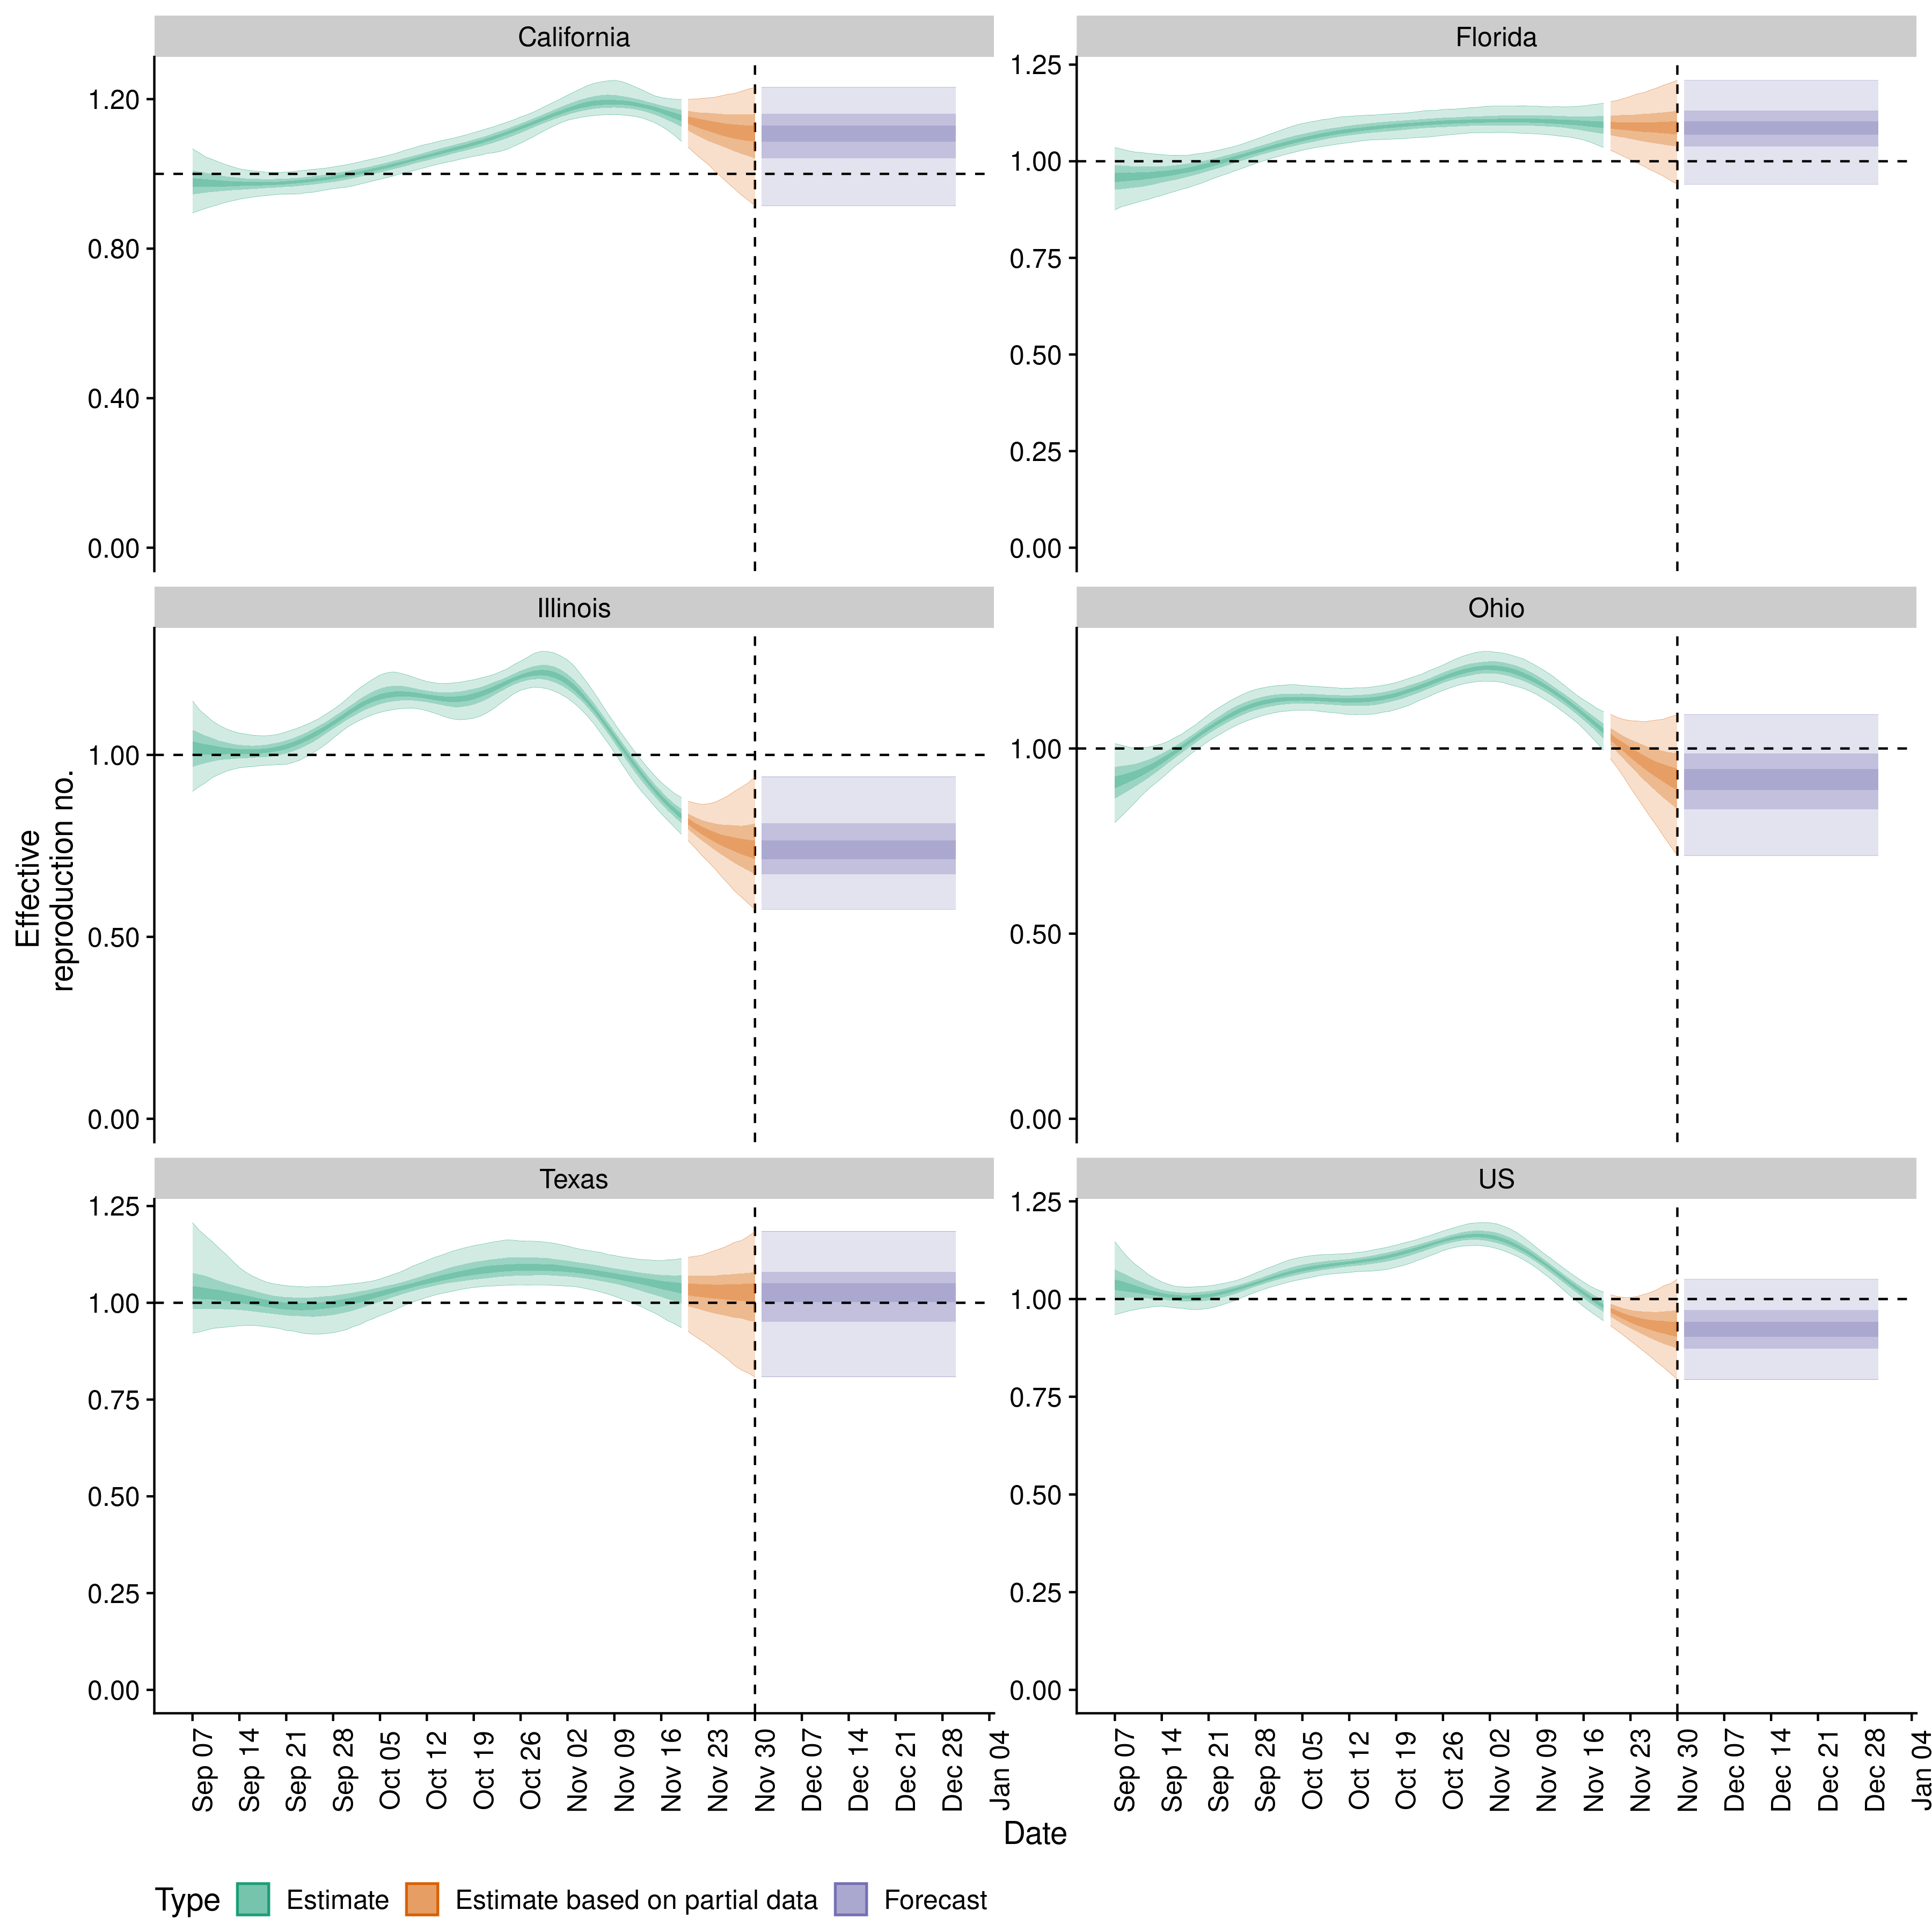 California
Florida
1.20
0.80
0.40
0.00
1.25
1.00
0.75
0.50
0.25
0.00
Illinois
Ohio
Effective
reproduction no.
1.00
0.50
0.00
1.00
0.50
0.00
Texas
US
1.25
1.00
0.75
0.50
0.25
0.00
1.25
1.00
0.75
0.50
0.25
0.00
Sep 07
Sep 14
Sep 21
Sep 28
Oct 05
Oct 12
Oct 19
Oct 26
Nov 02
Nov 09
Nov 16
Nov 23
Nov 30
Dec 07
Dec 14
Dec 21
Dec 28
Jan 04
Sep 07
Sep 14
Sep 21
Sep 28
Oct 05
Oct 12
Oct 19
Oct 26
Nov 02
Nov 09
Nov 16
Nov 23
Nov 30
Dec 07
Dec 14
Dec 21
Dec 28
Jan 04
Date
Type Estimate Estimate based on partial data Forecast